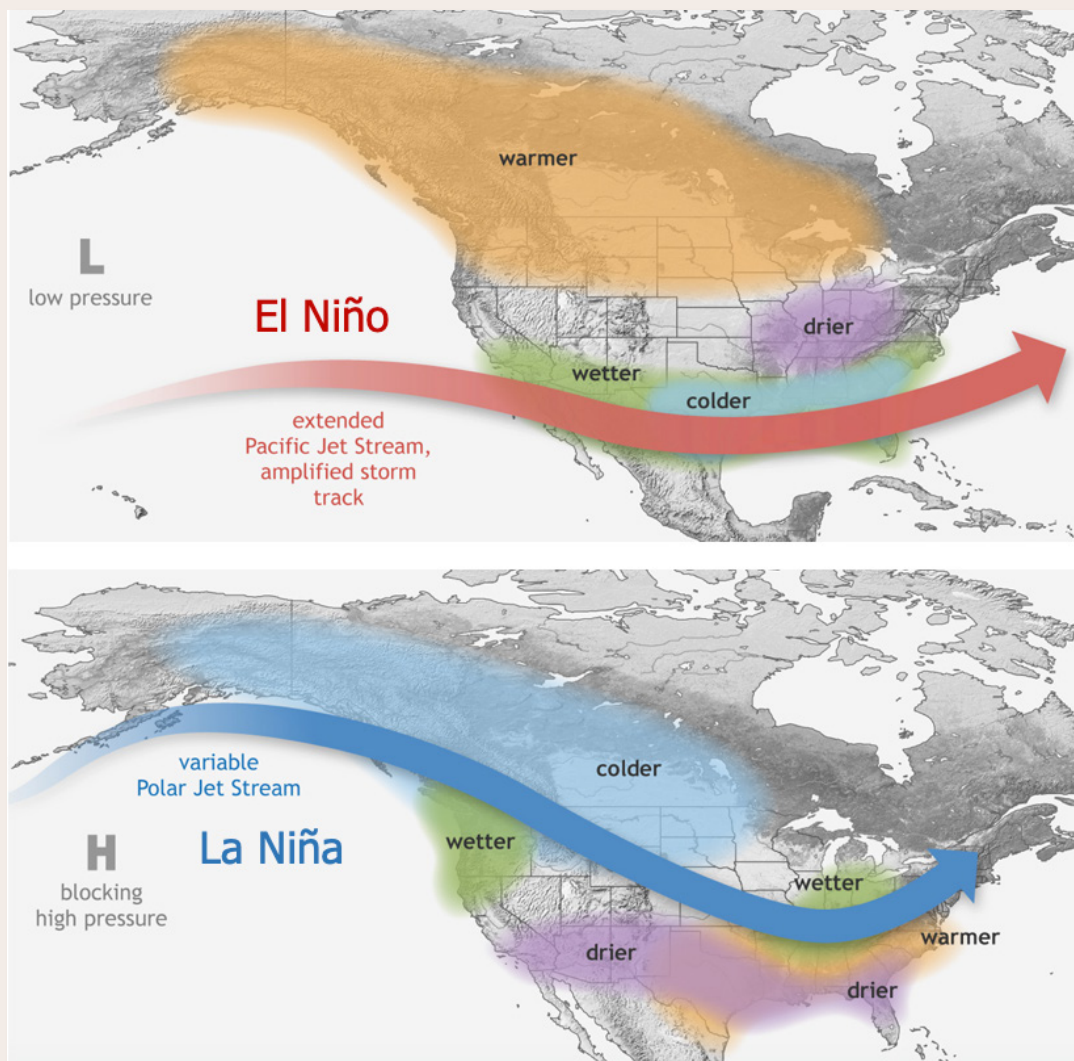 warmer
L
low pressure
El Niño
drier
wetter
colder
extended
Pacific Jet Stream,
amplified storm
track
variable
Polar Jet Stream
colder
H
blocking
high pressure
La Niña
wetter
wetter
warmer
drier
drier